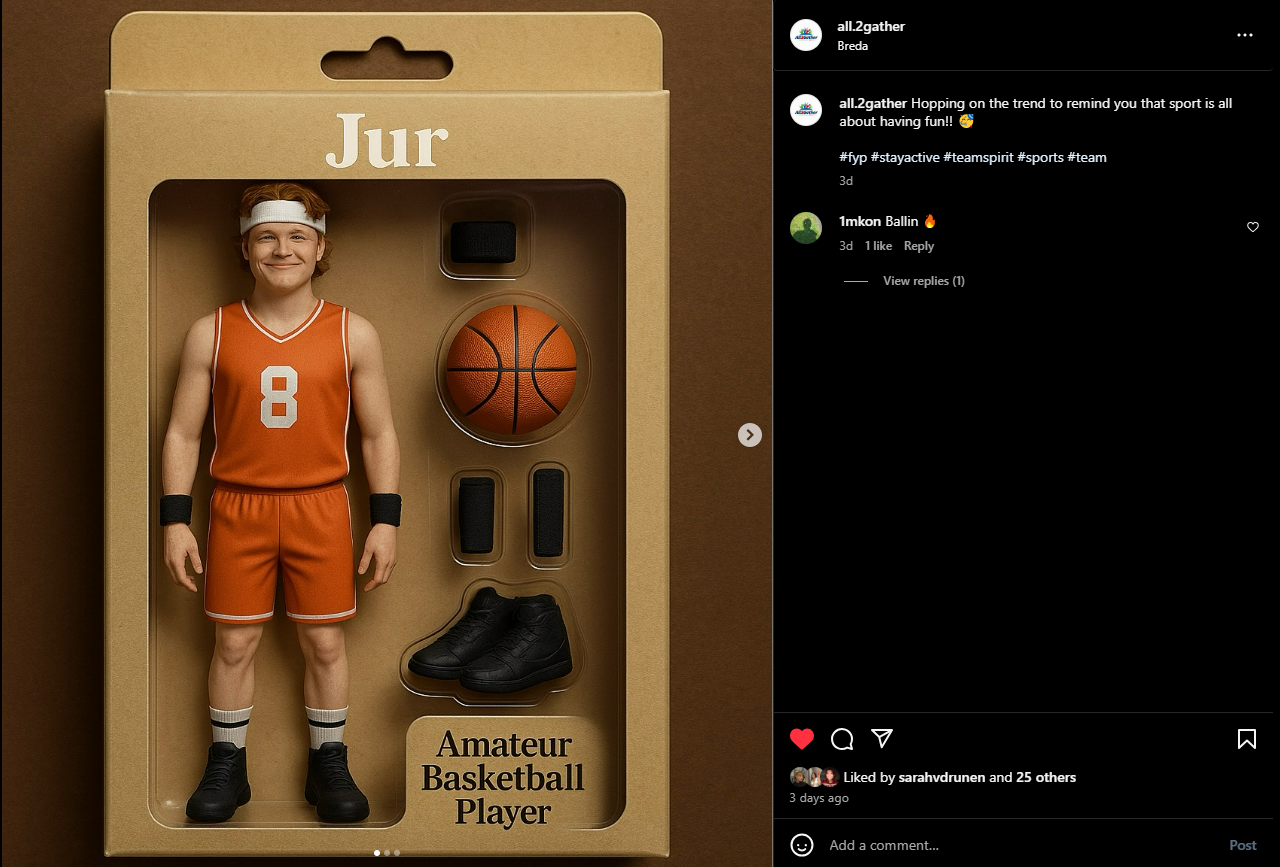 Jur
8
Amateur
Basketball
Player
all.2gather
Breda
all.2gather Hopping on the trend to remind you that sport is all
about having fun!! 🥳
#fyp #stayactive #teamspirit #sports #team
3d
1mkon Ballin 🔥
3d 1 like Reply
View replies (1)
Liked by sarahvdrunen and 25 others
3 days ago
Add a comment... Post